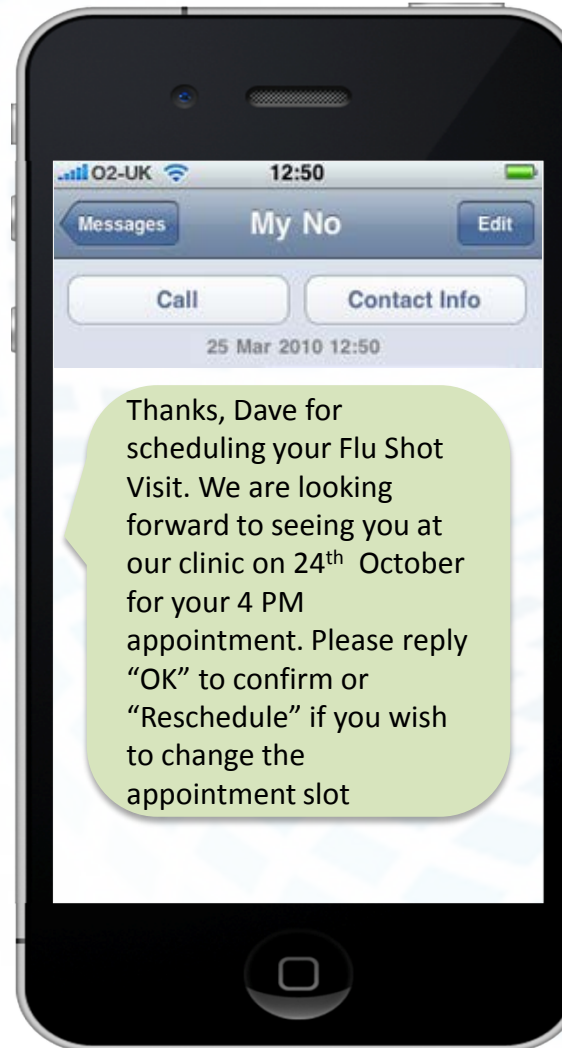 O2-UK 12:50
Messages My No Edit
Call Contact Info
25 Mar 2010 12:50
Thanks, Dave for
scheduling your Flu Shot
Visit. We are looking
forward to seeing you at
our clinic on 24th October
for your 4 PM
appointment. Please reply
“OK” to confirm or
“Reschedule” if you wish
to change the
appointment slot